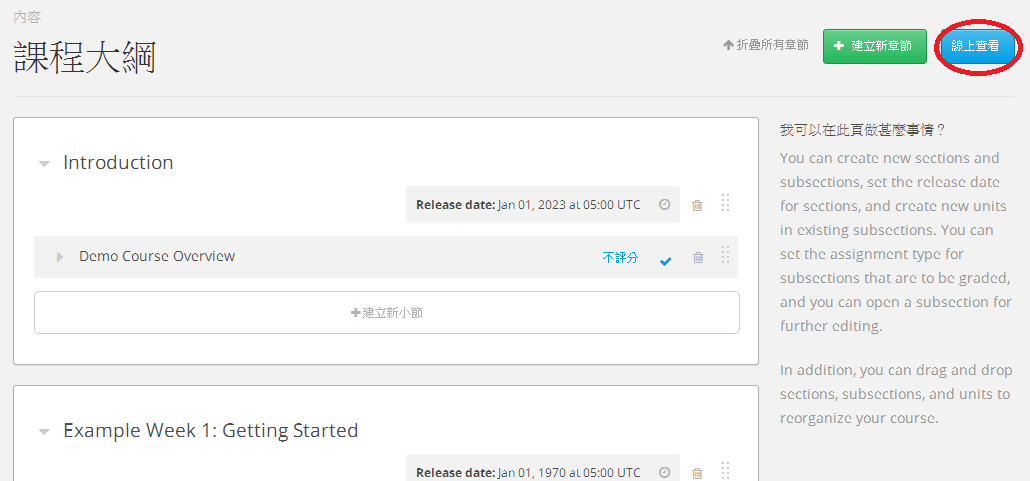 內容
課程大綱
折疊所有章節
建立新章節
線上查看
Introduction
Release date: Jan 01, 2023 at 05:00 UTC
Demo Course Overview
不評分
建立新小節
Example Week 1: Getting Started
Release date: Jan 01, 1970 at 05:00 UTC
我可以在此頁做甚麼事情？
You can create new sections and
subsections, set the release date
for sections, and create new units
in existing subsections. You can
set the assignment type for
subsections that are to be graded,
and you can open a subsection for
further editing.
In addition, you can drag and drop
sections, subsections, and units to
reorganize your course.